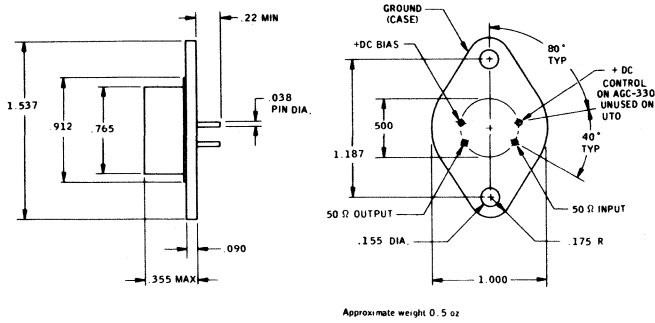 .22 MIN
GROUND
(CASE)
+DC BIAS
80°
TYP
+ DC
CONTROL
ON AGC-330
UNUSED ON
UTO
1.537
.912
.765
.038
PIN DIA.
.500
1.187
40°
TYP
50 Ω OUTPUT
50 Ω INPUT
.155 DIA.
.175 R
.090
.355 MAX
1.000
Approximate weight 0.5 oz